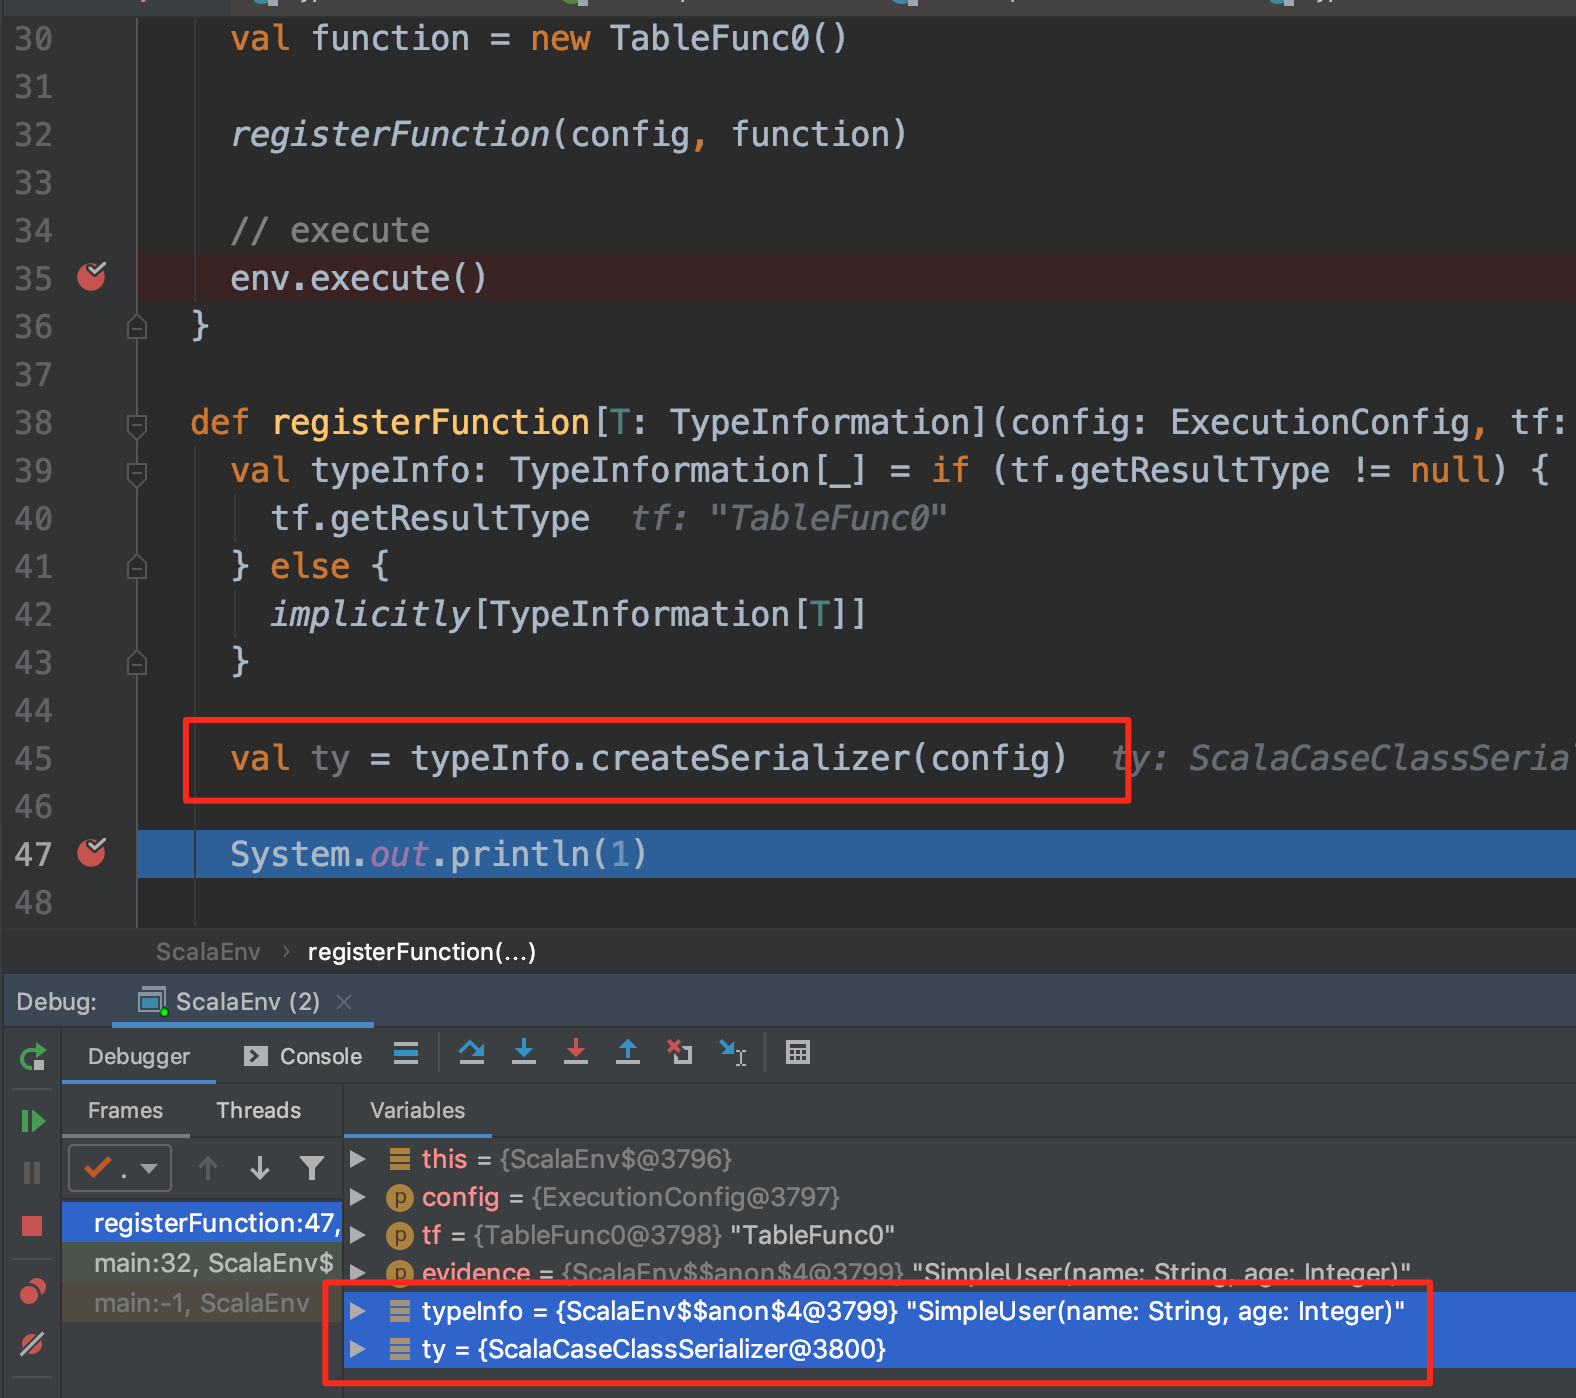 30 val function = new TableFunc0()
31
32 registerFunction(config, function)
33
34 // execute
35 env.execute()
36 }
37
38 def registerFunction[T: TypeInformation](config: ExecutionConfig, tf:
39 val typeInfo: TypeInformation[_] = if (tf.getResultType != null) {
40 tf.getResultType tf: "TableFunc0"
41 } else {
42 implicitly[TypeInformation[T]]
43 }
44
45 val ty = typeInfo.createSerializer(config) ty: ScalaCaseClassSeria
46
47 System.out.println(1)
48
ScalaEnv › registerFunction(...)
Debug: ScalaEnv (2) ×
Debugger Console
Frames Threads Variables
this = {ScalaEnv$@3796}
config = {ExecutionConfig@3797}
tf = {TableFunc0@3798} "TableFunc0"
evidence = {ScalaEnv$$anon$4@3799} "SimpleUser(name: String, age: Integer)"
typeInfo = {ScalaEnv$$anon$4@3799} "SimpleUser(name: String, age: Integer)"
ty = {ScalaCaseClassSerializer@3800}
registerFunction:47,
main:32, ScalaEnv$
main:-1, ScalaEnv